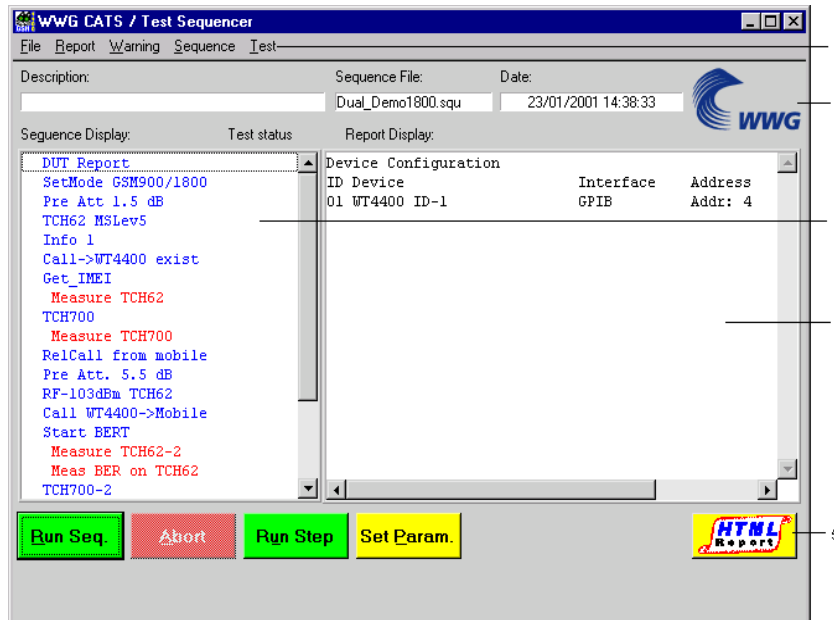 WWG CATS / Test Sequencer
File Report Warning Sequence Test
Description: Sequence File: Date:
Dual_Demo1800.squ 23/01/2001 14:38:33
WWG
Sequence Display: Test status Report Display:
DUT Report
SetMode GSM900/1800
Pre Att 1.5 dB
TCH62 MSLev5
Info 1
Call->WT4400 exist
Get_IMEI
Measure TCH62
TCH700
Measure TCH700
RelCall from mobile
Pre Att. 5.5 dB
RF-103dBm TCH62
Call WT4400->Mobile
Start BERT
Measure TCH62-2
Meas BER on TCH62
TCH700-2
Device Configuration
ID Device Interface Address
01 WT4400 ID-1 GPIB Addr: 4
Run Seq. Abort Run Step Set Param. HTML
Report